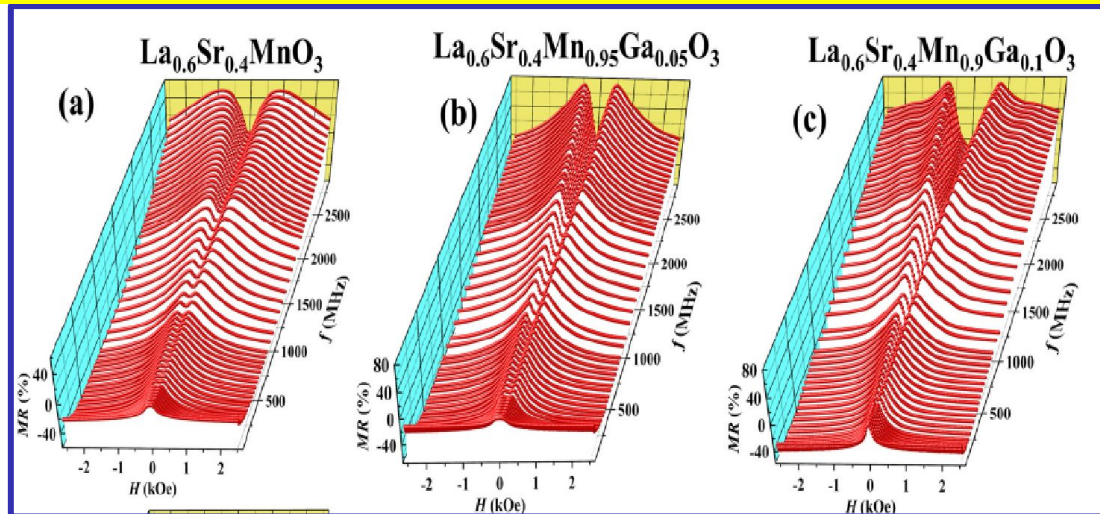 La₀.₆Sr₀.₄MnO₃
La₀.₆Sr₀.₄Mn₀.₉₅Ga₀.₀₅O₃
La₀.₆Sr₀.₄Mn₀.₉Ga₀.₁O₃
(a)
(b)
(c)
40
0
-40
MR (%)
-2 -1 0 1 2
H (kOe)
500
1000
1500
2000
2500
f (MHz)
80
40
0
-40
MR (%)
-2 -1 0 1 2
H (kOe)
500
1000
1500
2000
2500
f (MHz)
80
40
0
-40
MR (%)
-2 -1 0 1 2
H (kOe)
500
1000
1500
2000
2500
f (MHz)